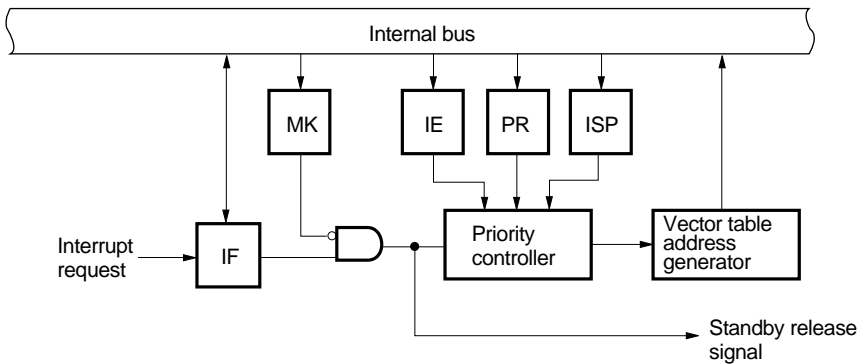 Internal bus
MK
IE
PR
ISP
Interrupt
request
IF
Priority
controller
Vector table
address
generator
Standby release
signal